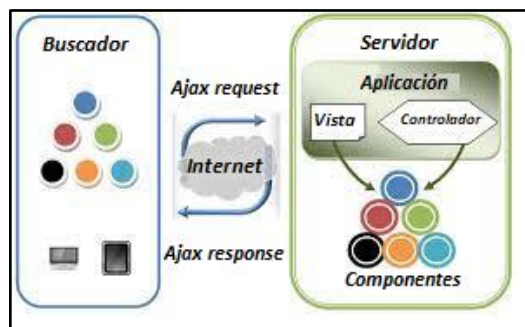 Buscador
Ajax request
Internet
Ajax response
Servidor
Aplicación
Vista
Controlador
Componentes